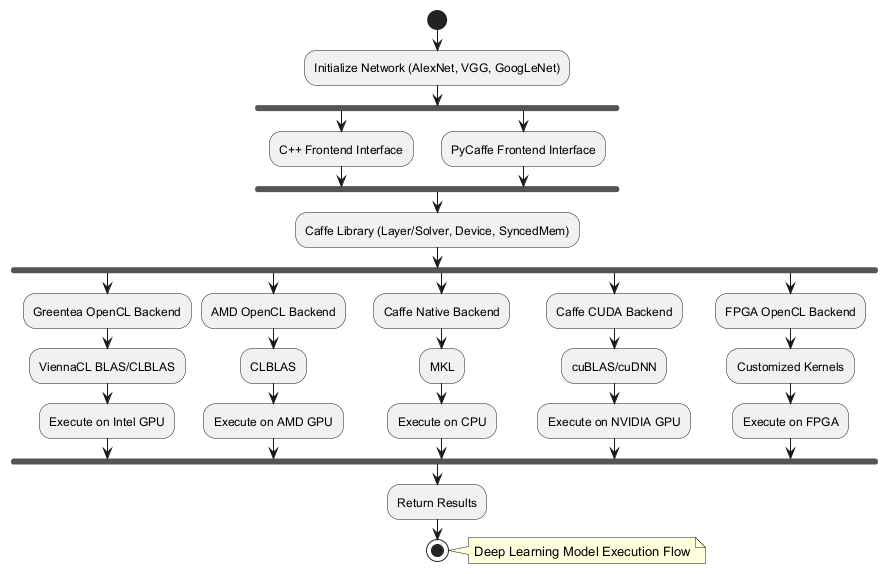 Initialize Network (AlexNet, VGG, GoogLeNet)
C++ Frontend Interface
PyCaffe Frontend Interface
Caffe Library (Layer/Solver, Device, SyncedMem)
Greentea OpenCL Backend
AMD OpenCL Backend
Caffe Native Backend
Caffe CUDA Backend
FPGA OpenCL Backend
ViennaCL BLAS/CLBLAS
CLBLAS
MKL
cuBLAS/cuDNN
Customized Kernels
Execute on Intel GPU
Execute on AMD GPU
Execute on CPU
Execute on NVIDIA GPU
Execute on FPGA
Return Results
Deep Learning Model Execution Flow